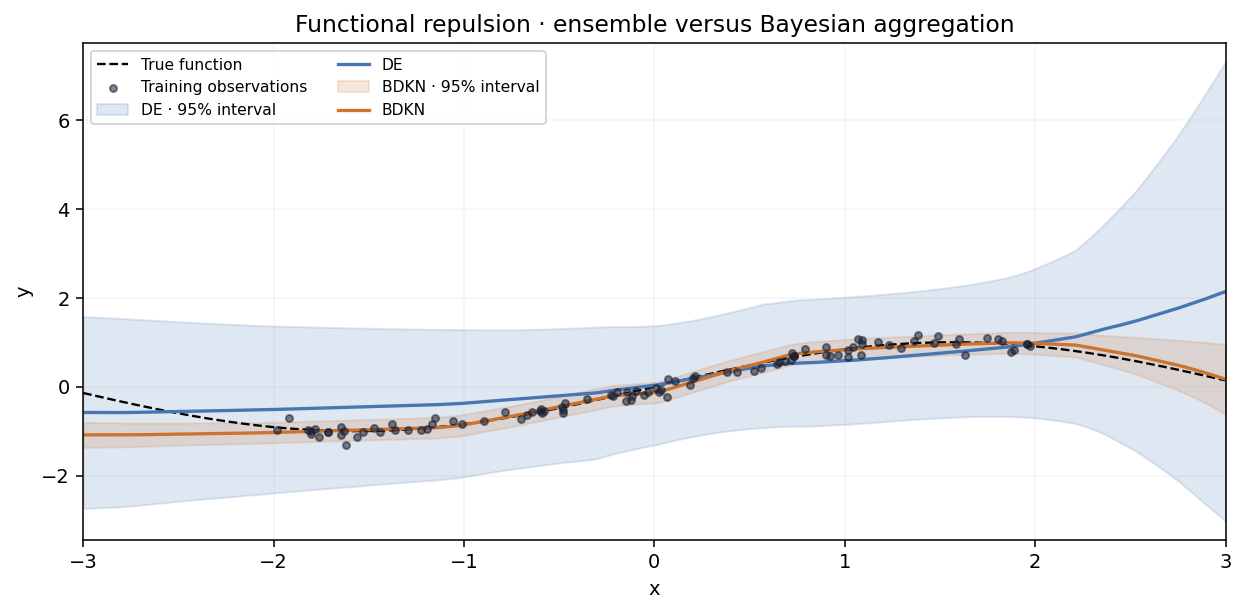 Functional repulsion · ensemble versus Bayesian aggregation
True function
Training observations
DE · 95% interval
DE
BDKN · 95% interval
BDKN
y
6
4
2
0
−2
−3
−2
−1
0
1
2
3
x